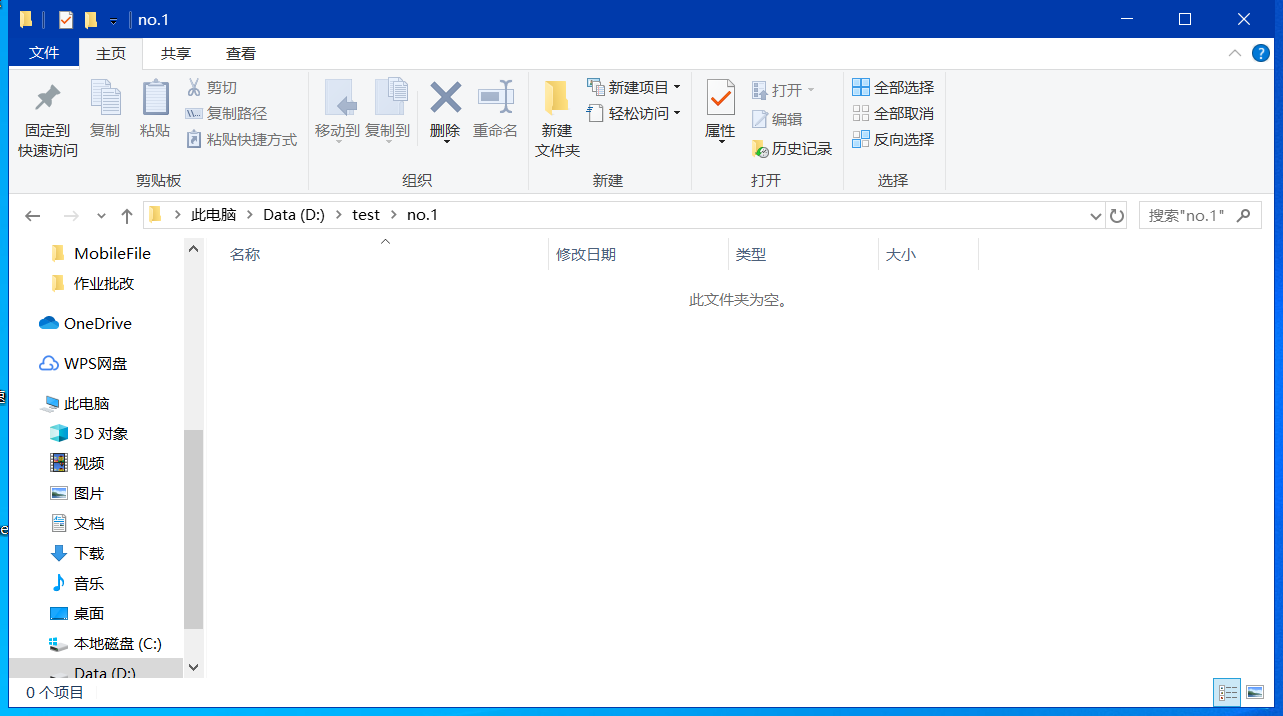 no.1
文件 主页 共享 查看
固定到
快速访问
复制
粘贴
剪切
复制路径
粘贴快捷方式
剪贴板
移动到
复制到
删除
重命名
组织
新建
文件夹
新建项目
轻松访问
新建
属性
打开
编辑
历史记录
打开
全部选择
全部取消
反向选择
选择
此电脑 Data (D:) test no.1
搜索"no.1"
MobileFile
作业批改
OneDrive
WPS网盘
此电脑
3D 对象
视频
图片
文档
下载
音乐
桌面
本地磁盘 (C:)
Data (D:)
名称 修改日期 类型 大小
此文件夹为空。
0 个项目